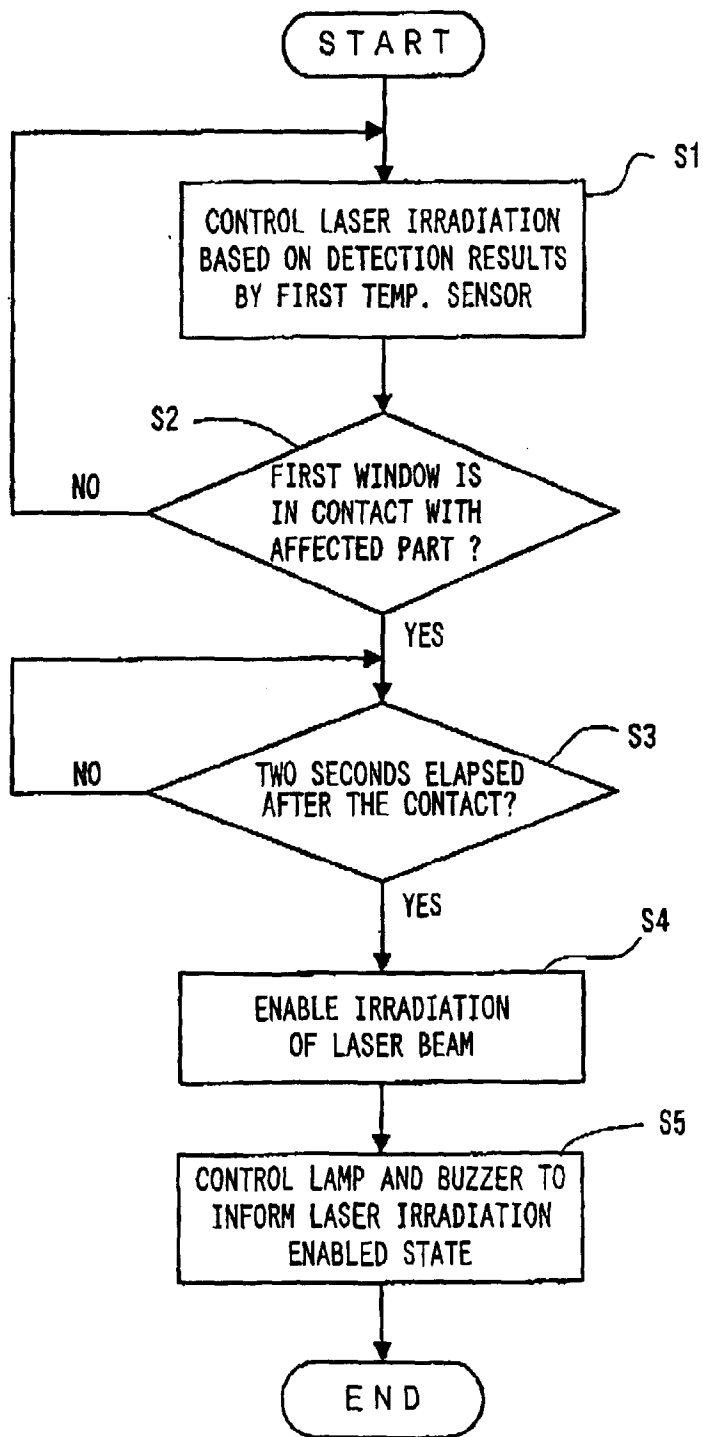 START
S1
CONTROL LASER IRRADIATION
BASED ON DETECTION RESULTS
BY FIRST TEMP. SENSOR
S2
NO
FIRST WINDOW IS
IN CONTACT WITH
AFFECTED PART ?
YES
S3
NO
TWO SECONDS ELAPSED
AFTER THE CONTACT?
YES
S4
ENABLE IRRADIATION
OF LASER BEAM
S5
CONTROL LAMP AND BUZZER TO
INFORM LASER IRRADIATION
ENABLED STATE
END